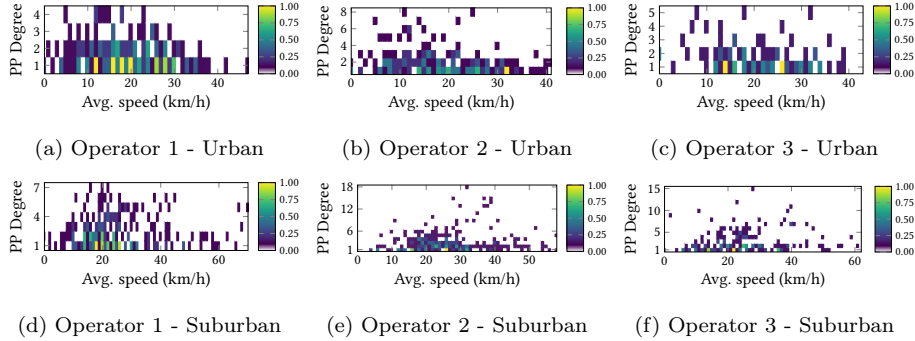 PP Degree
4
3
2
1
0 10 20 30 40
Avg. speed (km/h)
1.00
0.75
0.50
0.25
0.00
(a) Operator 1 - Urban
PP Degree
8
6
4
2
1
0 10 20 30 40
Avg. speed (km/h)
1.00
0.75
0.50
0.25
0.00
(b) Operator 2 - Urban
PP Degree
5
4
3
2
1
0 10 20 30 40
Avg. speed (km/h)
1.00
0.75
0.50
0.25
0.00
(c) Operator 3 - Urban
PP Degree
7
4
1
0 20 40 60
Avg. speed (km/h)
1.00
0.75
0.50
0.25
0.00
(d) Operator 1 - Suburban
PP Degree
18
12
6
1
0 10 20 30 40 50
Avg. speed (km/h)
1.00
0.75
0.50
0.25
0.00
(e) Operator 2 - Suburban
PP Degree
15
10
5
1
0 20 40 60
Avg. speed (km/h)
1.00
0.75
0.50
0.25
0.00
(f) Operator 3 - Suburban